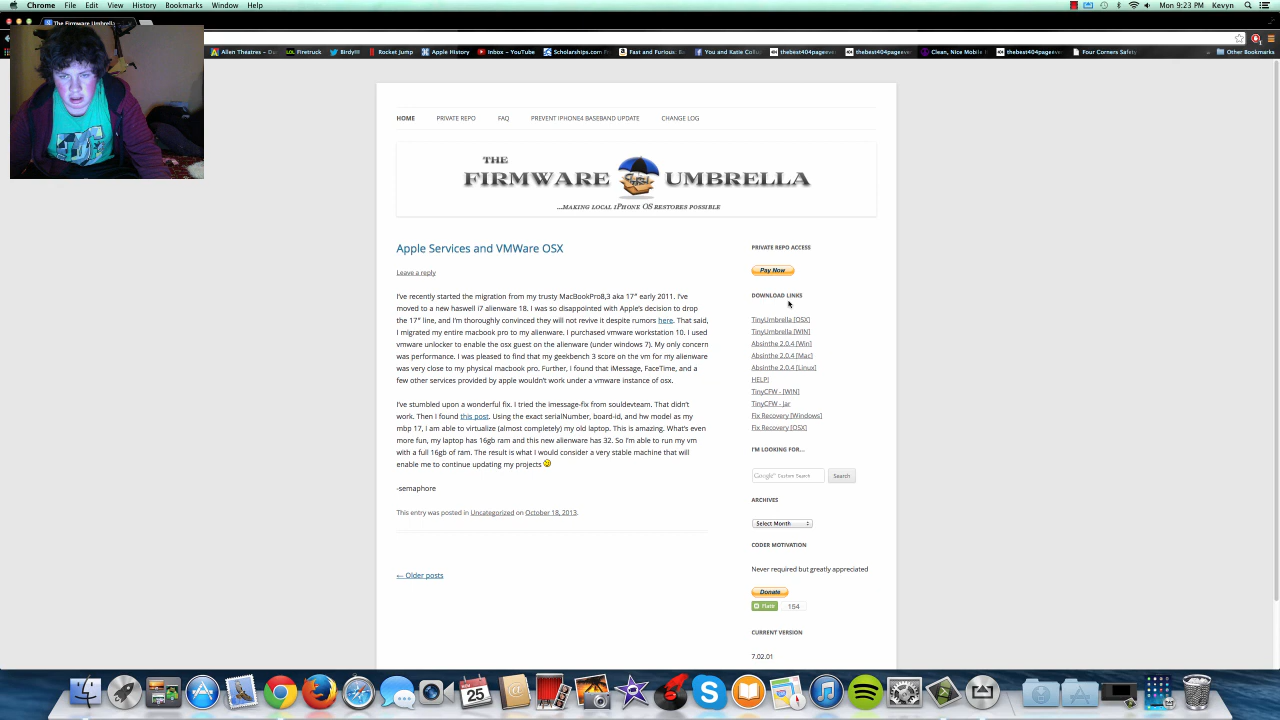 Chrome File Edit View History Bookmarks Window Help Mon 9:23 PM Kevyn
The Firmware Umbrella
Allen Theatres - Du LOL Firetruck Birdy!!! Rocket Jump Apple History Inbox - YouTube Scholarships.com Fast and Furious: 6 You and Katie Collus thebest404pageeve thebest404pageeve Clean, Nice Mobile thebest404pageeve Four Corners Safety Other Bookmarks
HOME PRIVATE REPO FAQ PREVENT IPHONE4 BASEBAND UPDATE CHANGE LOG
THE
FIRMWARE UMBRELLA
...MAKING LOCAL IPHONE OS RESTORES POSSIBLE
Apple Services and VMWare OSX
Leave a reply
I've recently started the migration from my trusty MacBookPro8,3 aka 17" early 2011. I've
moved to a new haswell i7 alienware 18. I was so disappointed with Apple's decision to drop
the 17" line, and I'm thoroughly convinced they will not revive it despite rumors here. That said,
I migrated my entire macbook pro to my alienware. I purchased vmware workstation 10. I used
vmware unlocker to enable the osx guest on the alienware (under windows 7). My only concern
was performance. I was pleased to find that my geekbench 3 score on the vm for my alienware
was very close to my physical macbook pro. Further, I found that iMessage, FaceTime, and a
few other services provided by apple wouldn't work under a vmware instance of osx.
I've stumbled upon a wonderful fix. I tried the imessage-fix from souldevteam. That didn't
work. Then I found this post. Using the exact serialNumber, board-id, and hw model as my
mbp 17, I am able to virtualize (almost completely) my old laptop. This is amazing. What's even
more fun, my laptop has 16gb ram and this new alienware has 32. So I'm able to run my vm
with a full 16gb of ram. The result is what I would consider a very stable machine that will
enable me to continue updating my projects
-semaphore
This entry was posted in Uncategorized on October 18, 2013.
← Older posts
PRIVATE REPO ACCESS
Pay Now
DOWNLOAD LINKS
TinyUmbrella [OSX]
TinyUmbrella [WIN]
Absinthe 2.0.4 [Win]
Absinthe 2.0.4 [Mac]
Absinthe 2.0.4 [Linux]
HELP!
TinyCFW - [WIN]
TinyCFW - Jar
Fix Recovery [Windows]
Fix Recovery [OSX]
I'M LOOKING FOR...
Google Custom Search Search
ARCHIVES
Select Month
CODER MOTIVATION
Never required but greatly appreciated
Donate
Flattr 154
CURRENT VERSION
7.02.01
25